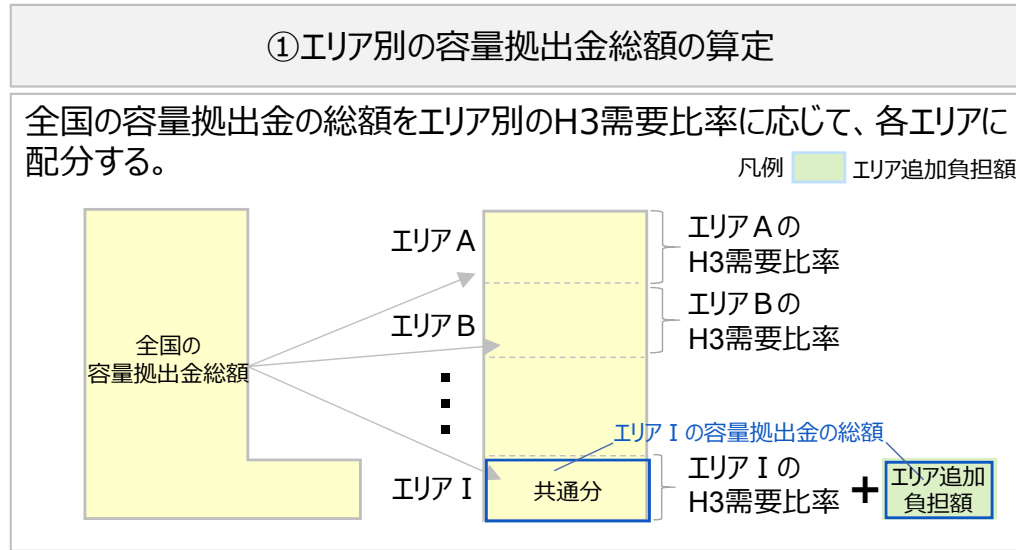 ①エリア別の容量拠出金総額の算定
全国の容量拠出金の総額をエリア別のH3需要比率に応じて、各エリアに
配分する。
凡例
エリア追加負担額
エリアA
エリアAの
H3需要比率
エリアB
エリアBの
H3需要比率
全国の
容量拠出金総額
エリアIの容量拠出金の総額
エリアI
共通分
エリアIの
H3需要比率
+
エリア追加
負担額